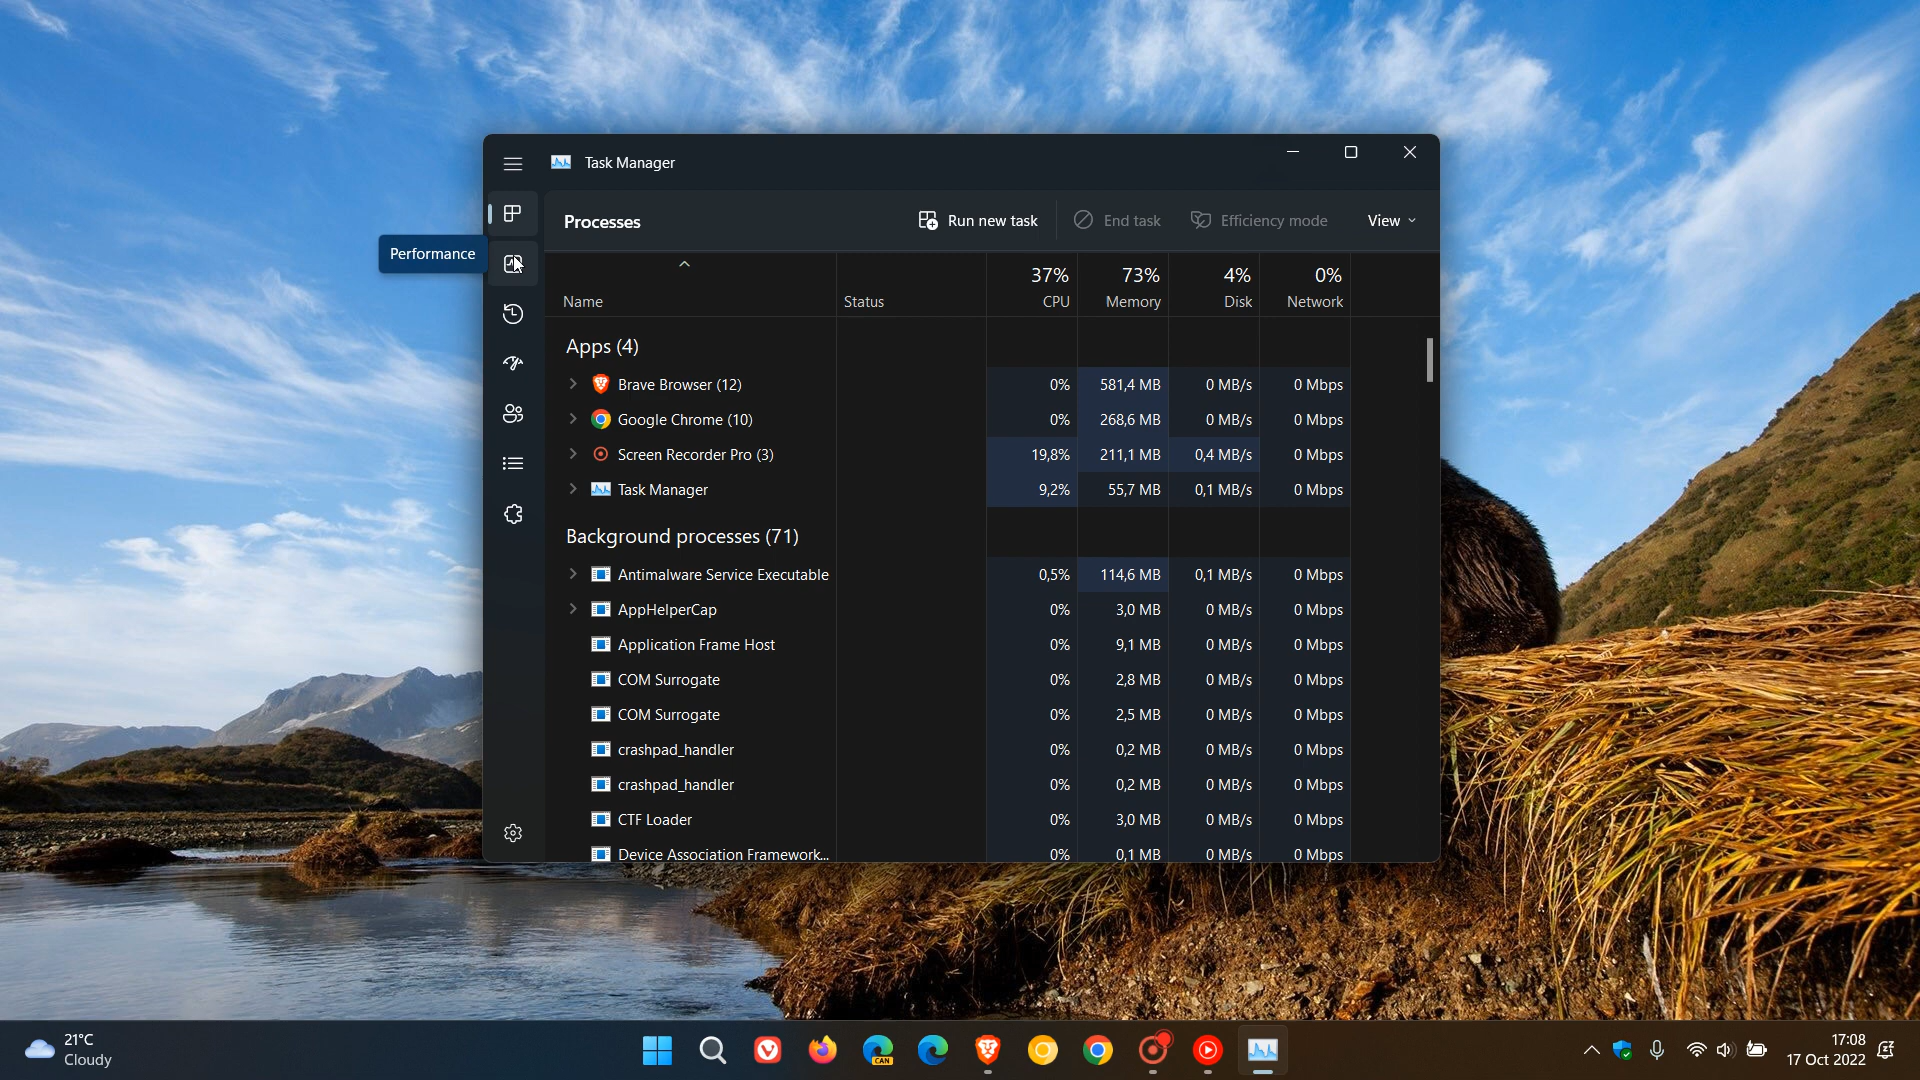 Task Manager
Processes
Run new task
End task
Efficiency mode
View
Performance
37% 73% 4% 0%
Name Status CPU Memory Disk Network
Apps (4)
Brave Browser (12) 0% 581,4 MB 0 MB/s 0 Mbps
Google Chrome (10) 0% 268,6 MB 0 MB/s 0 Mbps
Screen Recorder Pro (3) 19,8% 211,1 MB 0,4 MB/s 0 Mbps
Task Manager 9,2% 55,7 MB 0,1 MB/s 0 Mbps
Background processes (71)
Antimalware Service Executable 0,5% 114,6 MB 0,1 MB/s 0 Mbps
AppHelperCap 0% 3,0 MB 0 MB/s 0 Mbps
Application Frame Host 0% 9,1 MB 0 MB/s 0 Mbps
COM Surrogate 0% 2,8 MB 0 MB/s 0 Mbps
COM Surrogate 0% 2,5 MB 0 MB/s 0 Mbps
crashpad_handler 0% 0,2 MB 0 MB/s 0 Mbps
crashpad_handler 0% 0,2 MB 0 MB/s 0 Mbps
CTF Loader 0% 3,0 MB 0 MB/s 0 Mbps
Device Association Framework... 0% 0,1 MB 0 MB/s 0 Mbps
21°C
Cloudy
CAN
17:08
17 Oct 2022